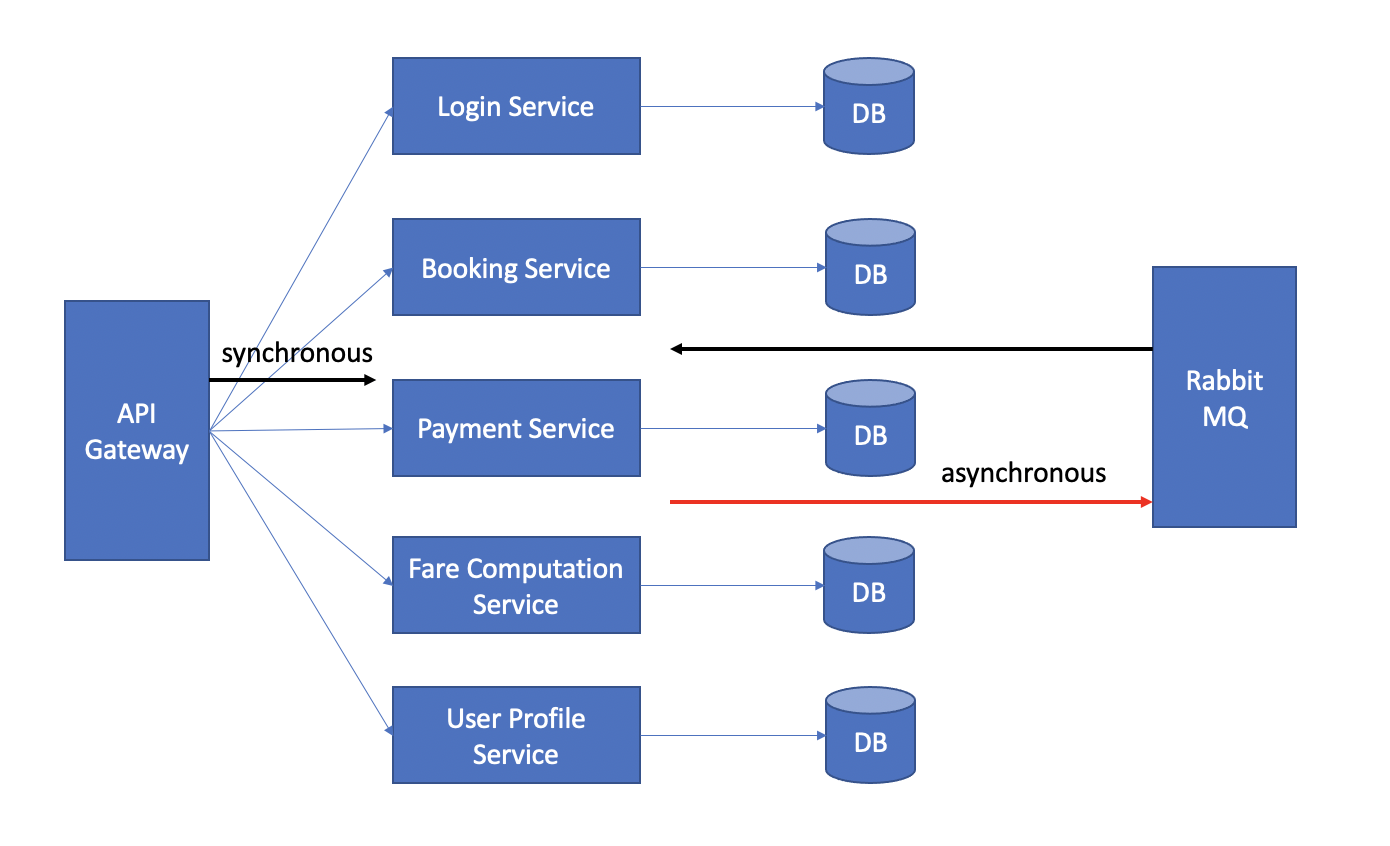 Login Service
DB
Booking Service
DB
synchronous
API
Gateway
Payment Service
DB
Rabbit
MQ
asynchronous
Fare Computation
Service
DB
User Profile
Service
DB